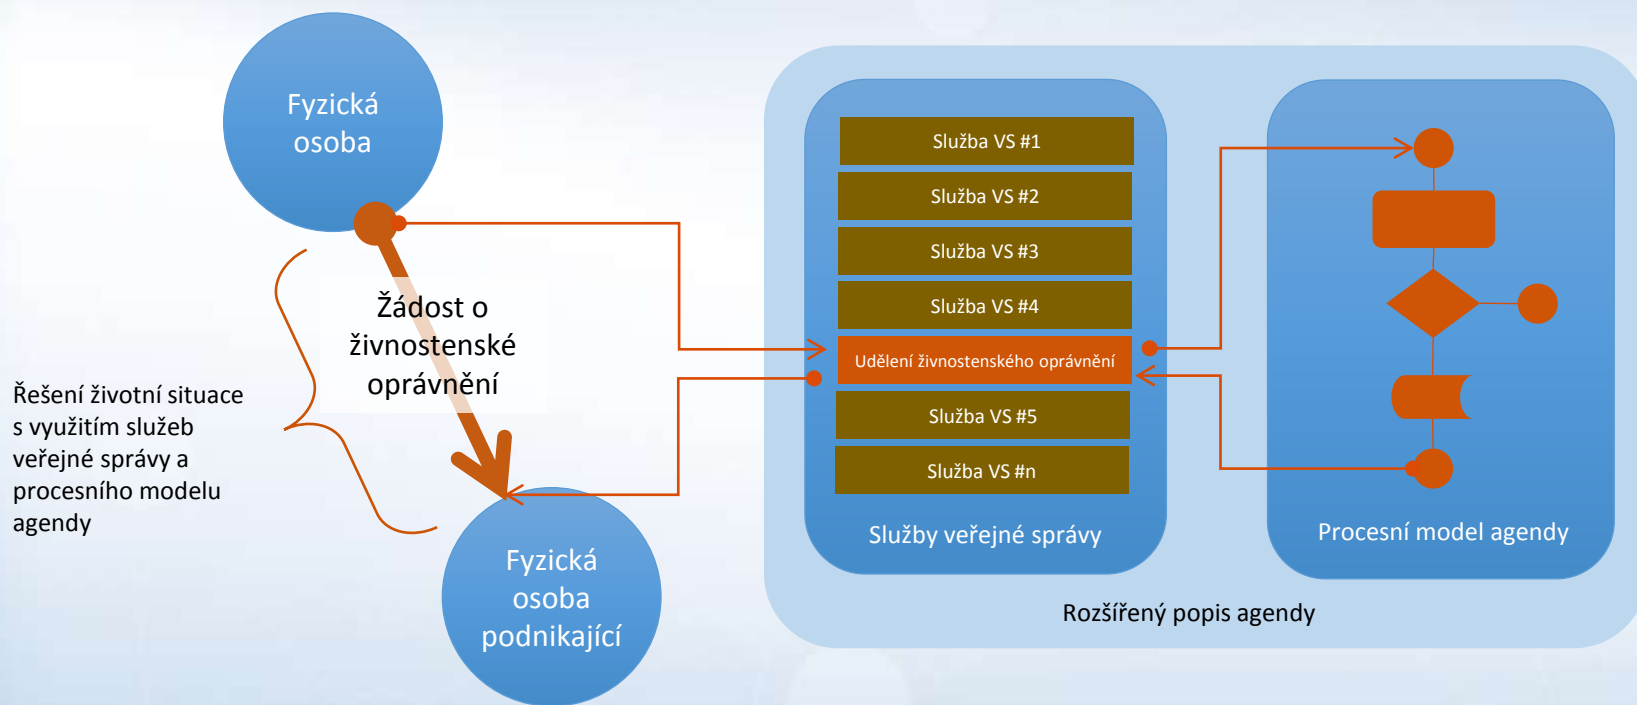 Fyzická
osoba
Žádost o
živnostenské
oprávnění
Řešení životní situace
s využitím služeb
veřejné správy a
procesního modelu
agendy
Fyzická
osoba
podnikající
Služba VS #1
Služba VS #2
Služba VS #3
Služba VS #4
Udělení živnostenského oprávnění
Služba VS #5
Služba VS #n
Služby veřejné správy
Procesní model agendy
Rozšířený popis agendy